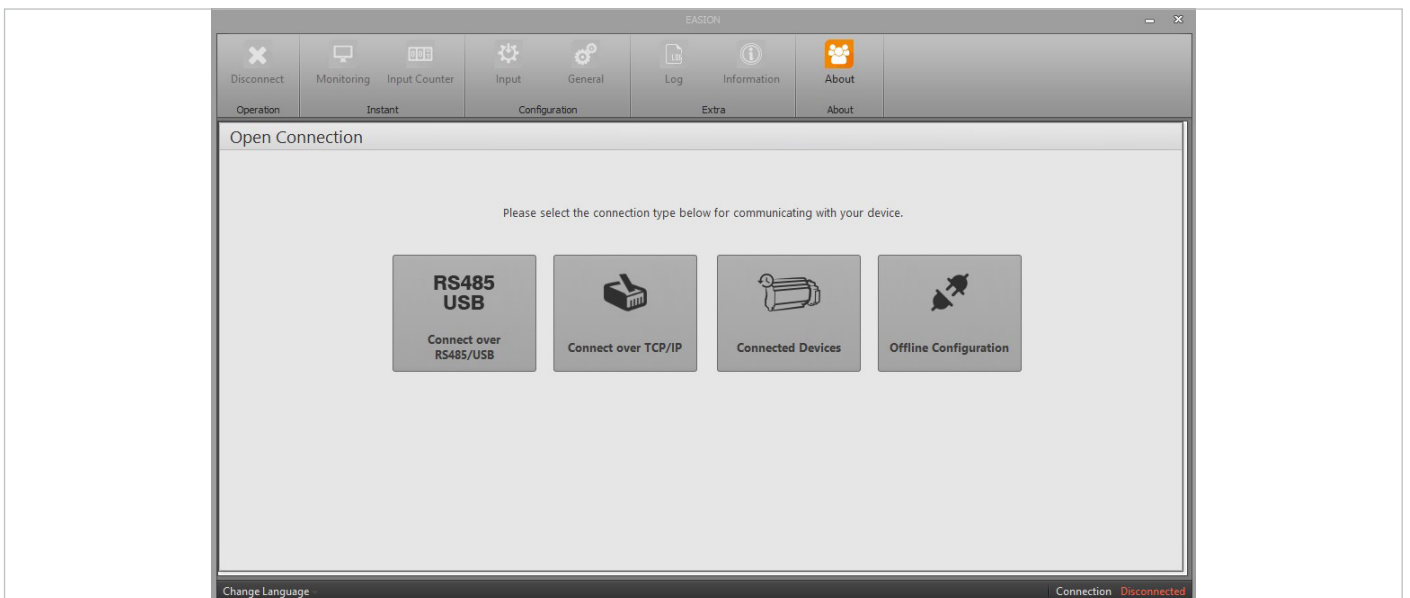 EASION
Disconnect Monitoring Input Counter Input General Log Information About
Operation Instant Configuration Extra About
Open Connection
Please select the connection type below for communicating with your device.
RS485
USB
Connect over
RS485/USB
Connect over TCP/IP
Connected Devices
Offline Configuration
Change Language
Connection Disconnected